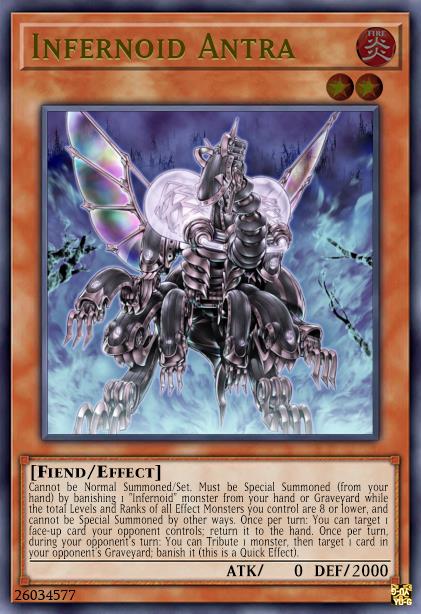 Infernoid Antra
FIRE
炎
[Fiend/Effect]
Cannot be Normal Summoned/Set. Must be Special Summoned (from your
hand) by banishing 1 "Infernoid" monster from your hand or Graveyard while
the total Levels and Ranks of all Effect Monsters you control are 8 or lower, and
cannot be Special Summoned by other ways. Once per turn: You can target 1
face-up card your opponent controls; return it to the hand. Once per turn,
during your opponent's turn: You can Tribute 1 monster, then target 1 card in
your opponent's Graveyard; banish it (this is a Quick Effect).
ATK/ 0 DEF/2000
26034577